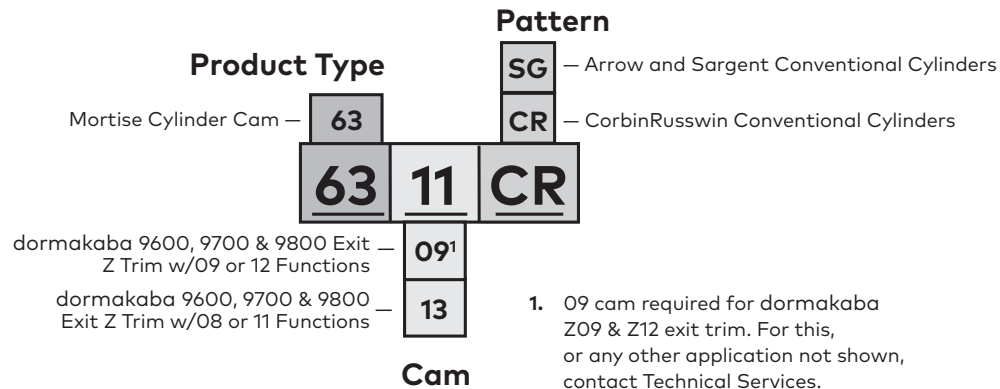 Pattern
Product Type
SG — Arrow and Sargent Conventional Cylinders
Mortise Cylinder Cam — 63
CR — CorbinRusswin Conventional Cylinders
63 11 CR
dormakaba 9600, 9700 & 9800 Exit — 09¹
Z Trim w/09 or 12 Functions
dormakaba 9600, 9700 & 9800 — 13
Exit Z Trim w/08 or 11 Functions
Cam
1. 09 cam required for dormakaba
Z09 & Z12 exit trim. For this,
or any other application not shown,
contact Technical Services.